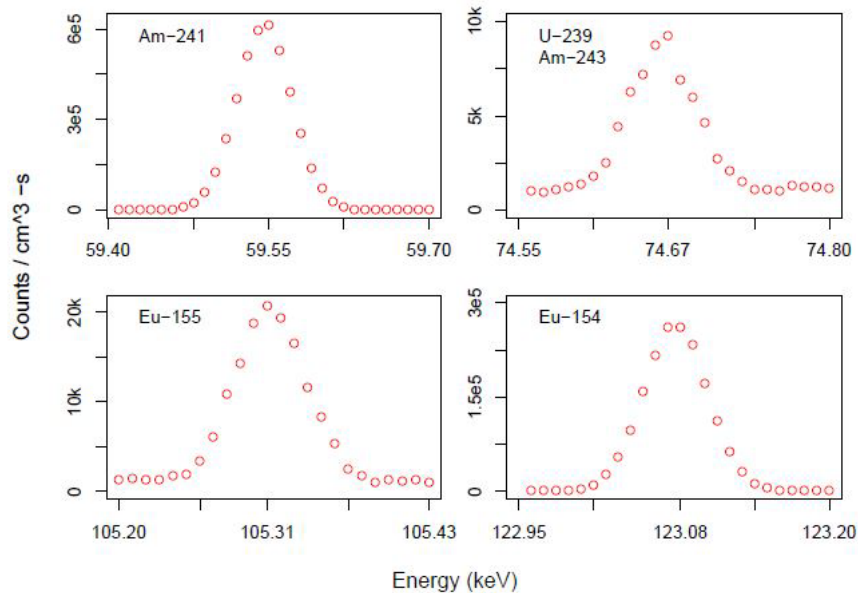 Counts / cm^3 −s
Am−241
6e5
3e5
0
59.40 59.55 59.70
U−239
Am−243
10k
5k
0
74.55 74.67 74.80
Eu−155
20k
10k
0
105.20 105.31 105.43
Eu−154
3e5
1.5e5
0
122.95 123.08 123.20
Energy (keV)